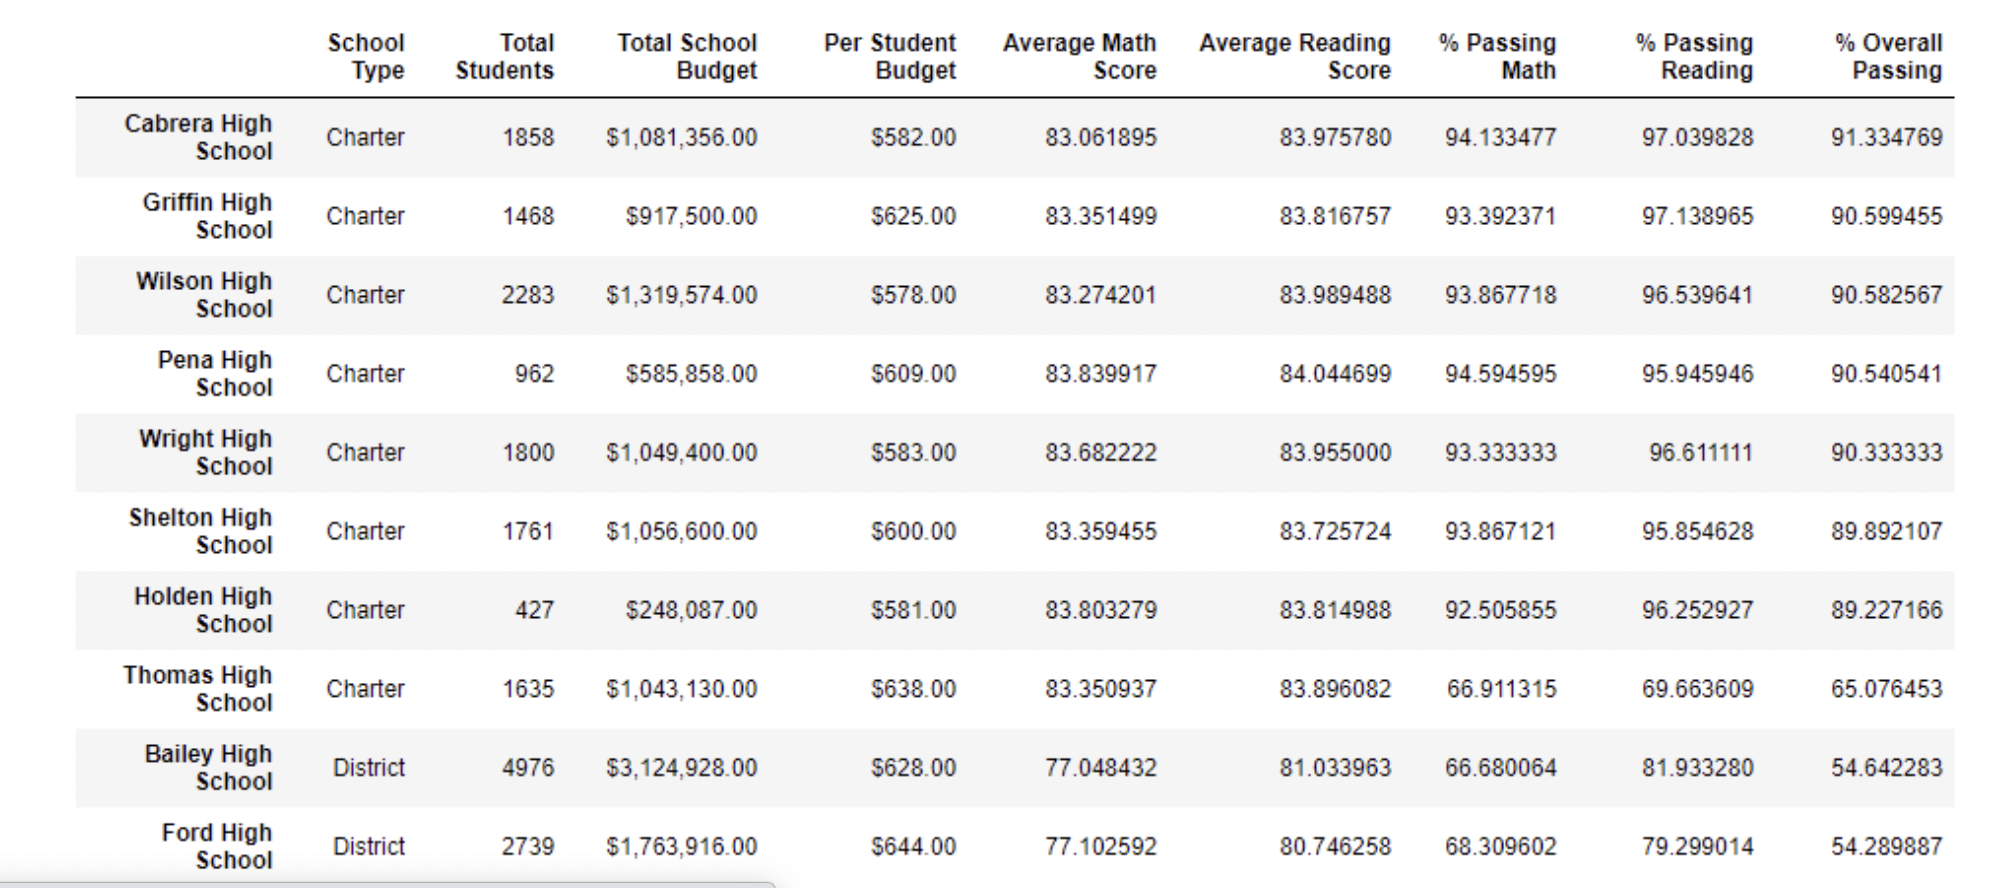 School Total Total School Per Student Average Math Average Reading % Passing % Passing % Overall
Type Students Budget Budget Score Score Math Reading Passing
Cabrera High
School Charter 1858 $1,081,356.00 $582.00 83.061895 83.975780 94.133477 97.039828 91.334769
Griffin High
School Charter 1468 $917,500.00 $625.00 83.351499 83.816757 93.392371 97.138965 90.599455
Wilson High
School Charter 2283 $1,319,574.00 $578.00 83.274201 83.989488 93.867718 96.539641 90.582567
Pena High
School Charter 962 $585,858.00 $609.00 83.839917 84.044699 94.594595 95.945946 90.540541
Wright High
School Charter 1800 $1,049,400.00 $583.00 83.682222 83.955000 93.333333 96.611111 90.333333
Shelton High
School Charter 1761 $1,056,600.00 $600.00 83.359455 83.725724 93.867121 95.854628 89.892107
Holden High
School Charter 427 $248,087.00 $581.00 83.803279 83.814988 92.505855 96.252927 89.227166
Thomas High
School Charter 1635 $1,043,130.00 $638.00 83.350937 83.896082 66.911315 69.663609 65.076453
Bailey High
School District 4976 $3,124,928.00 $628.00 77.048432 81.033963 66.680064 81.933280 54.642283
Ford High
School District 2739 $1,763,916.00 $644.00 77.102592 80.746258 68.309602 79.299014 54.289887